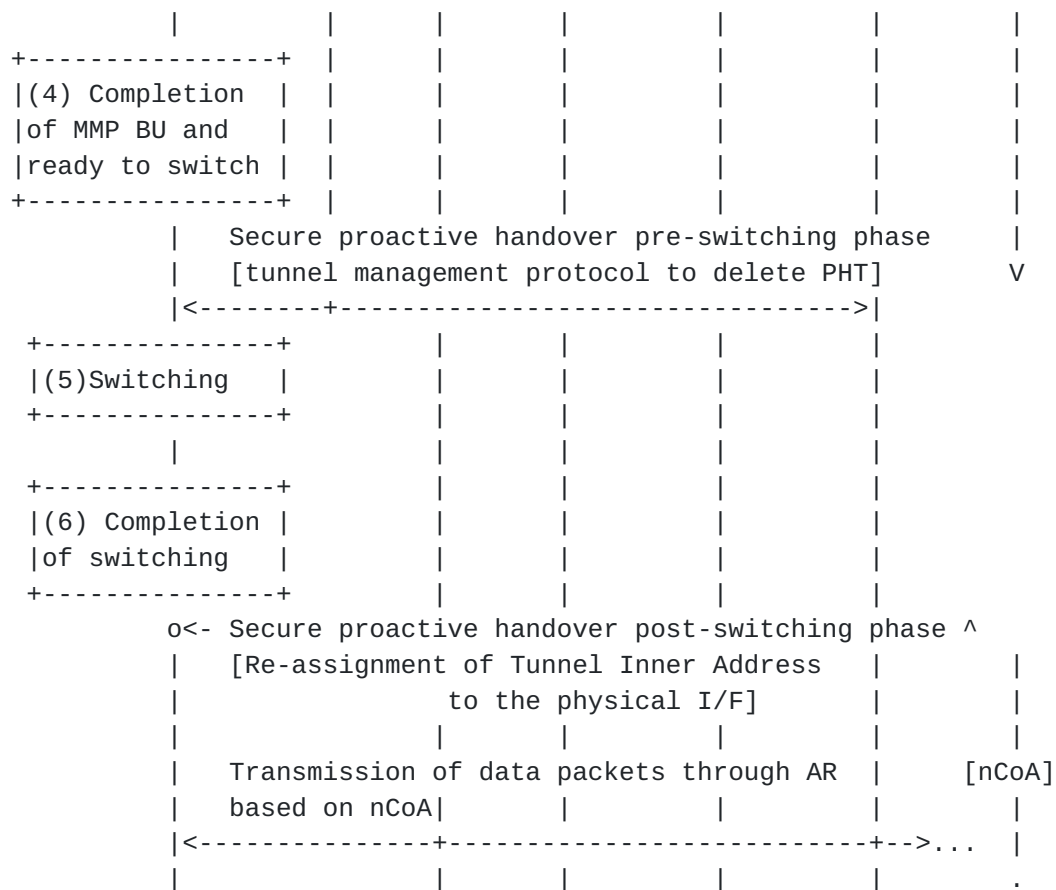 |         |      |       |         |         |        |
  +----------------+  |      |       |         |         |        |
  |(4) Completion  |  |      |       |         |         |        |
  |of MMP BU and   |  |      |       |         |         |        |
  |ready to switch |  |      |       |         |         |        |
  +----------------+  |      |       |         |         |        |
            |   Secure proactive handover pre-switching phase     |
            |   [tunnel management protocol to delete PHT]        V
            |<--------+--------------------------------->|
   +---------------+         |       |         |         |
   |(5)Switching   |         |       |         |         |
   +---------------+         |       |         |         |
            |                |       |         |         |
   +---------------+         |       |         |         |
   |(6) Completion |         |       |         |         |
   |of switching   |         |       |         |         |
   +---------------+         |       |         |         |
            o<- Secure proactive handover post-switching phase ^
            |   [Re-assignment of Tunnel Inner Address   |        |
            |                 to the physical I/F]       |        |
            |                |       |         |         |        |
            |   Transmission of data packets through AR  |     [nCoA]
            |   based on nCoA|       |         |         |        |
            |<---------------+---------------------------+-->...  |
            |                |       |         |         |        .